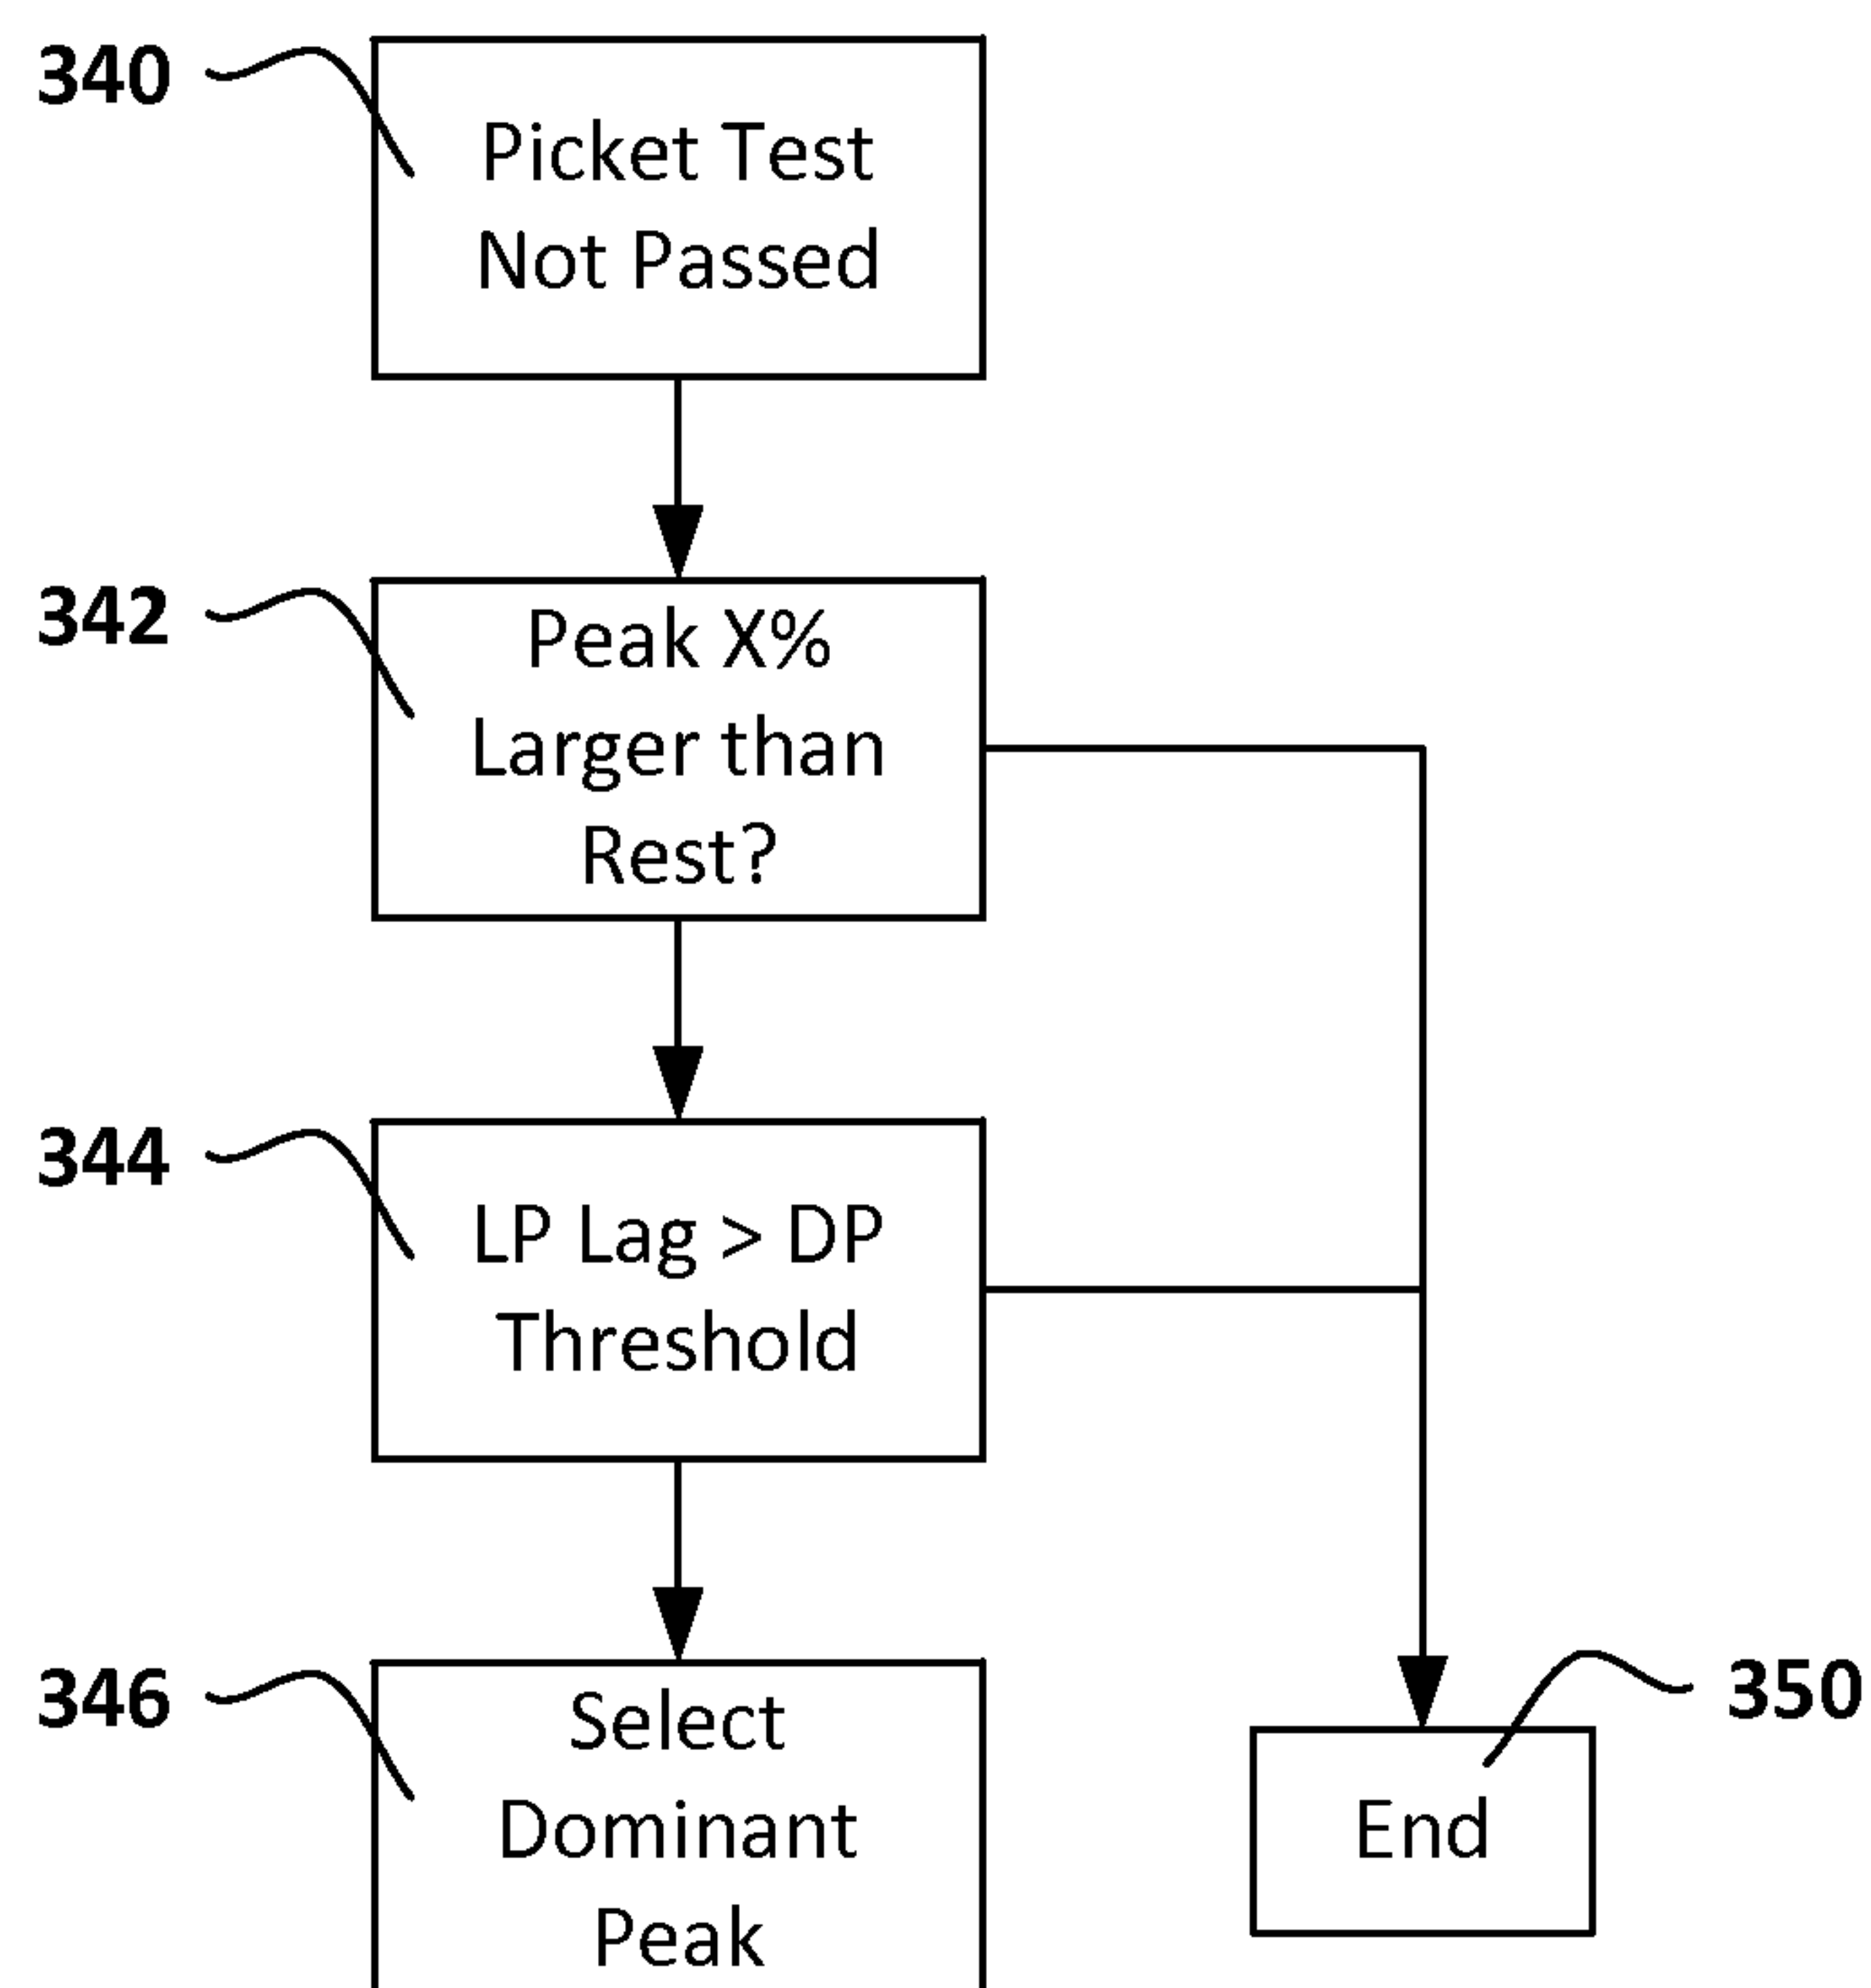 340
Picket Test
Not Passed
342
Peak X%
Larger than
Rest?
344
LP Lag > DP
Threshold
346
Select
Dominant
Peak
350
End